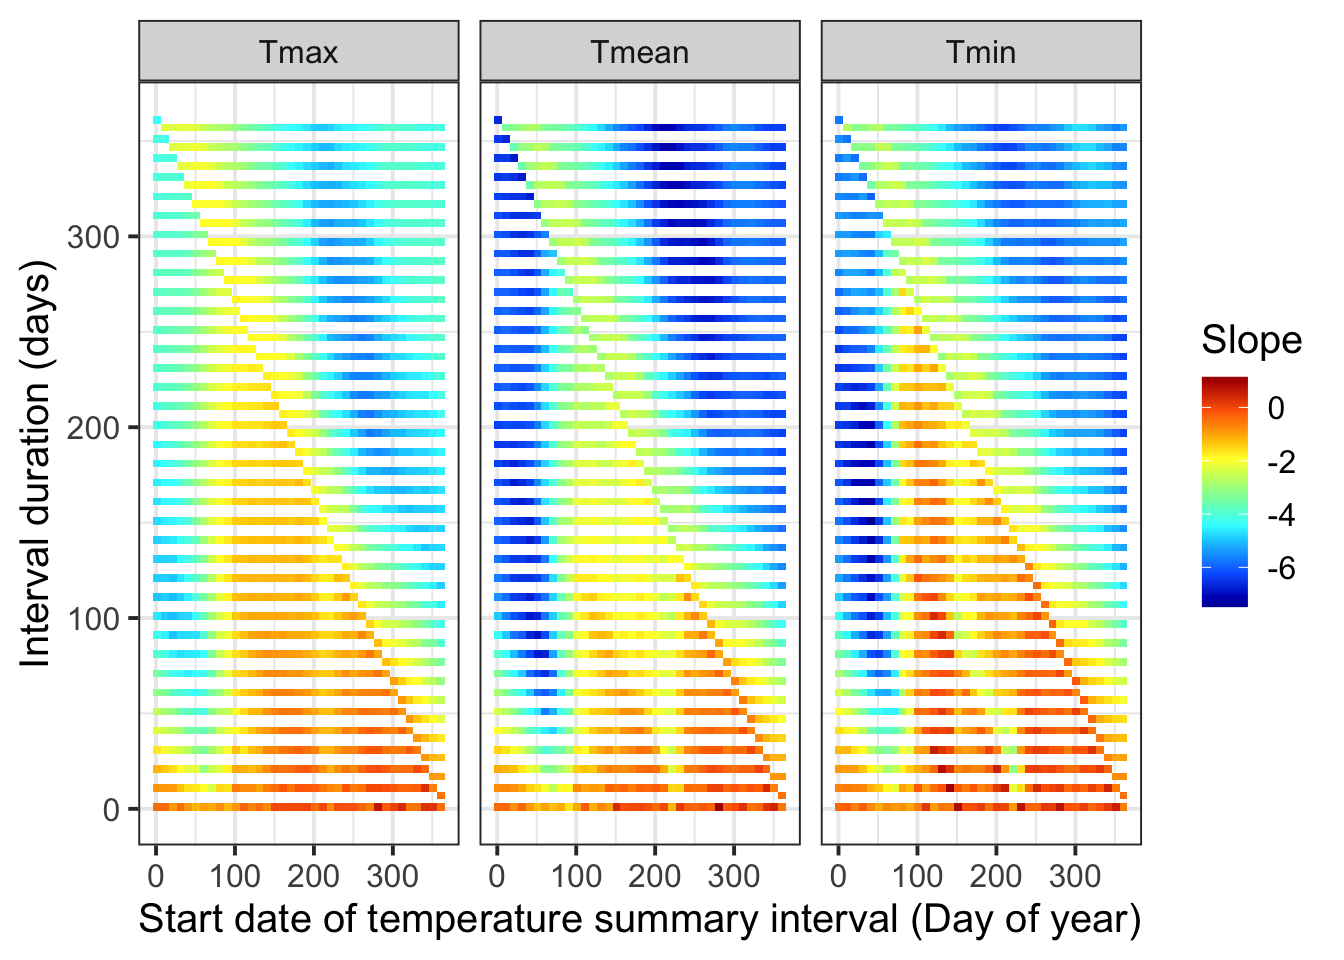 Tmax Tmean Tmin
Interval duration (days)
300
200
100
0
0 100 200 300 0 100 200 300 0 100 200 300
Start date of temperature summary interval (Day of year)
Slope
0
-2
-4
-6